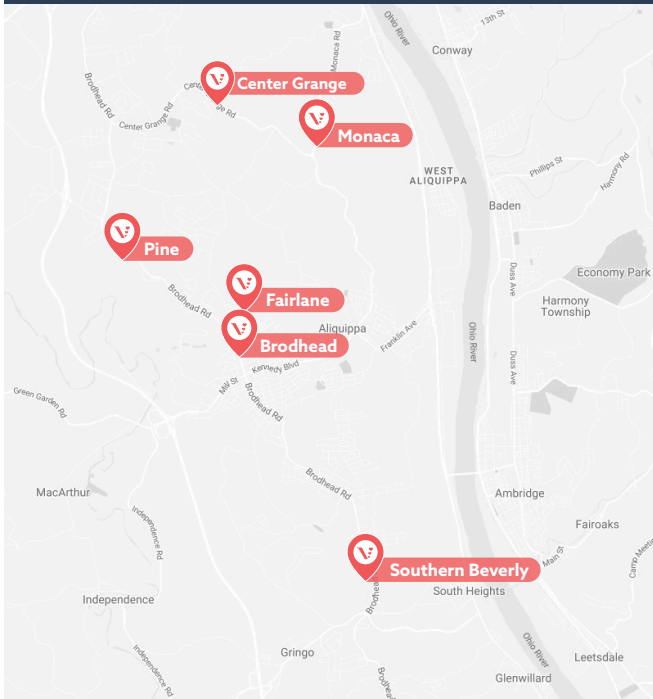 Ohio River
13th St
Conway
Monaca Rd
Brodhead Rd
Center Grange
Center Grange Rd
Monaca
WEST
ALIQUIPPA
Phillips St
Harmony Rd
Baden
Pine
Duss Ave
Economy Park
Brodhead Rd
Fairlane
Harmony
Township
Aliquippa
Franklin Ave
Ohio River
Brodhead
Kennedy Blvd
Duss Ave
Mill St
Green Garden Rd
Brodhead Rd
Brodhead Rd
MacArthur
Ambridge
Independence Rd
Fairoaks
Main St
Southern Beverly
South Heights
Independence
Gringo
Ohio River
Leetsdale
Independence Rd
Glenwillard